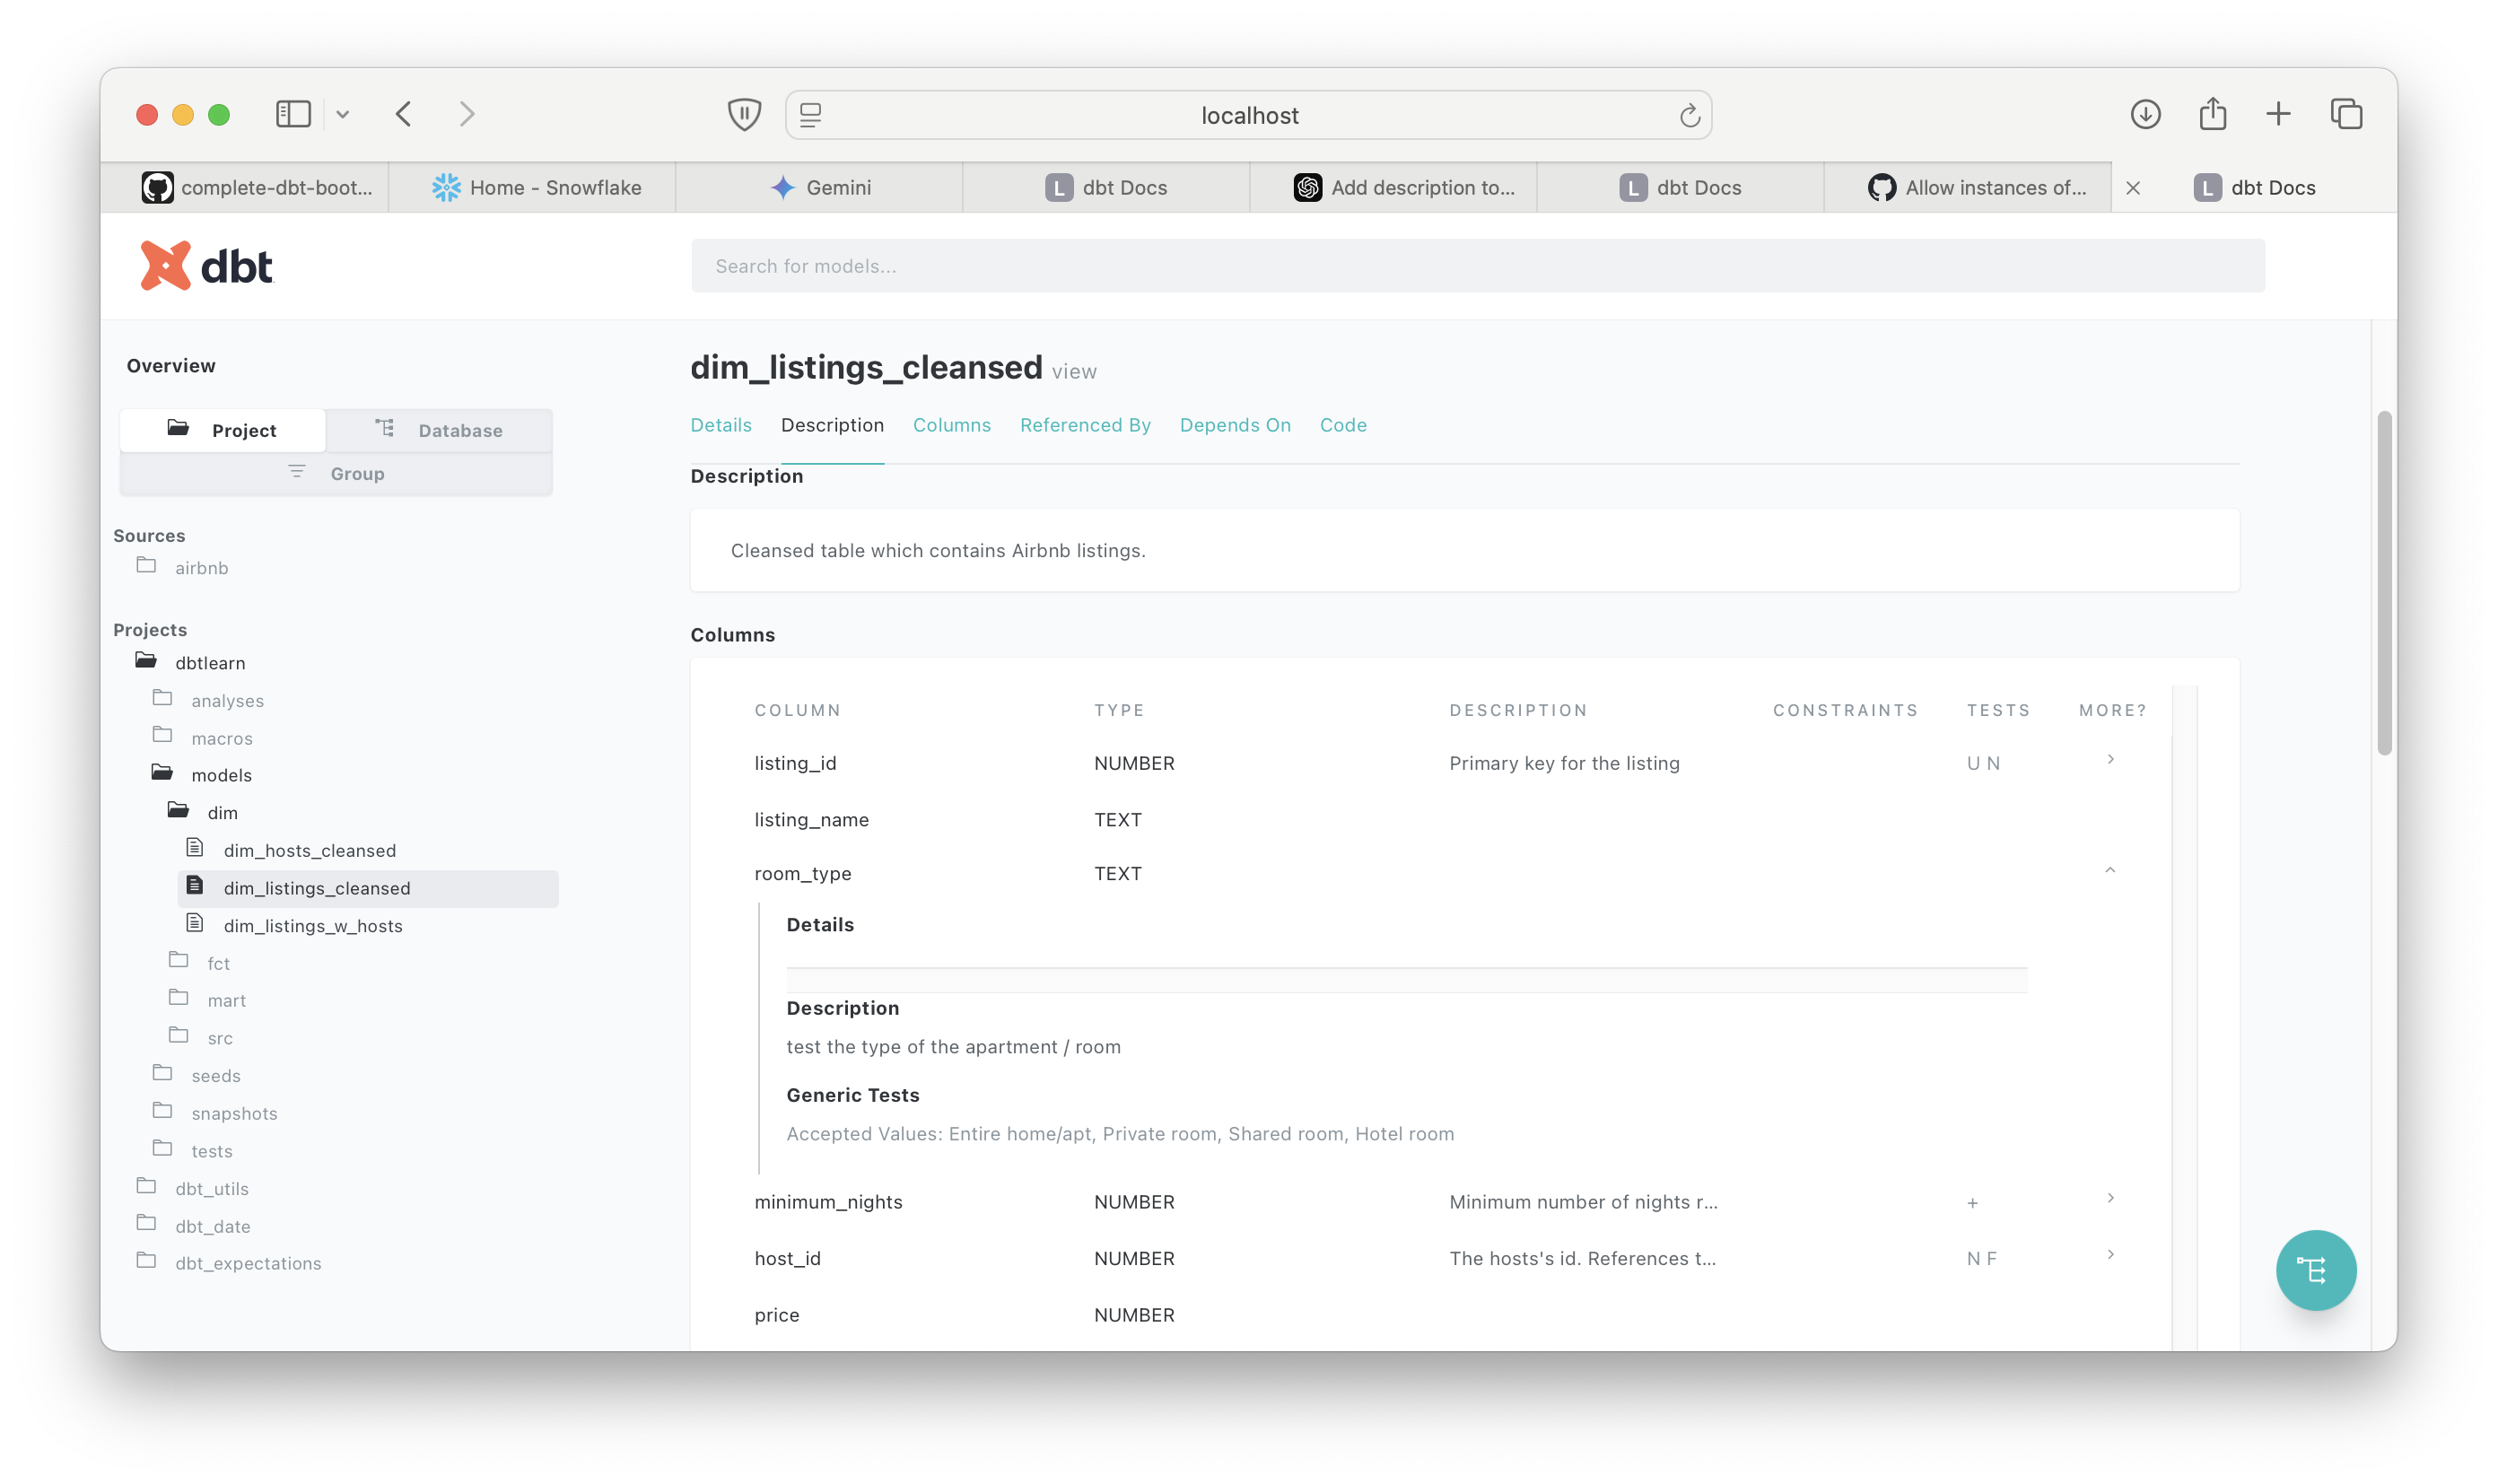 localhost
complete-dbt-boot...
Home - Snowflake
Gemini
L dbt Docs
Add description to...
L dbt Docs
Allow instances of...
L dbt Docs
dbt
Search for models...
Overview
Project
Database
Group
Sources
airbnb
Projects
dbtlearn
analyses
macros
models
dim
dim_hosts_cleansed
dim_listings_cleansed
dim_listings_w_hosts
fct
mart
src
seeds
snapshots
tests
dbt_utils
dbt_date
dbt_expectations
dim_listings_cleansed view
Details Description Columns Referenced By Depends On Code
Description
Cleansed table which contains Airbnb listings.
Columns
COLUMN TYPE DESCRIPTION CONSTRAINTS TESTS MORE?
listing_id NUMBER Primary key for the listing U N
listing_name TEXT
room_type TEXT
Details
Description
test the type of the apartment / room
Generic Tests
Accepted Values: Entire home/apt, Private room, Shared room, Hotel room
minimum_nights NUMBER Minimum number of nights r... +
host_id NUMBER The hosts's id. References t... N F
price NUMBER